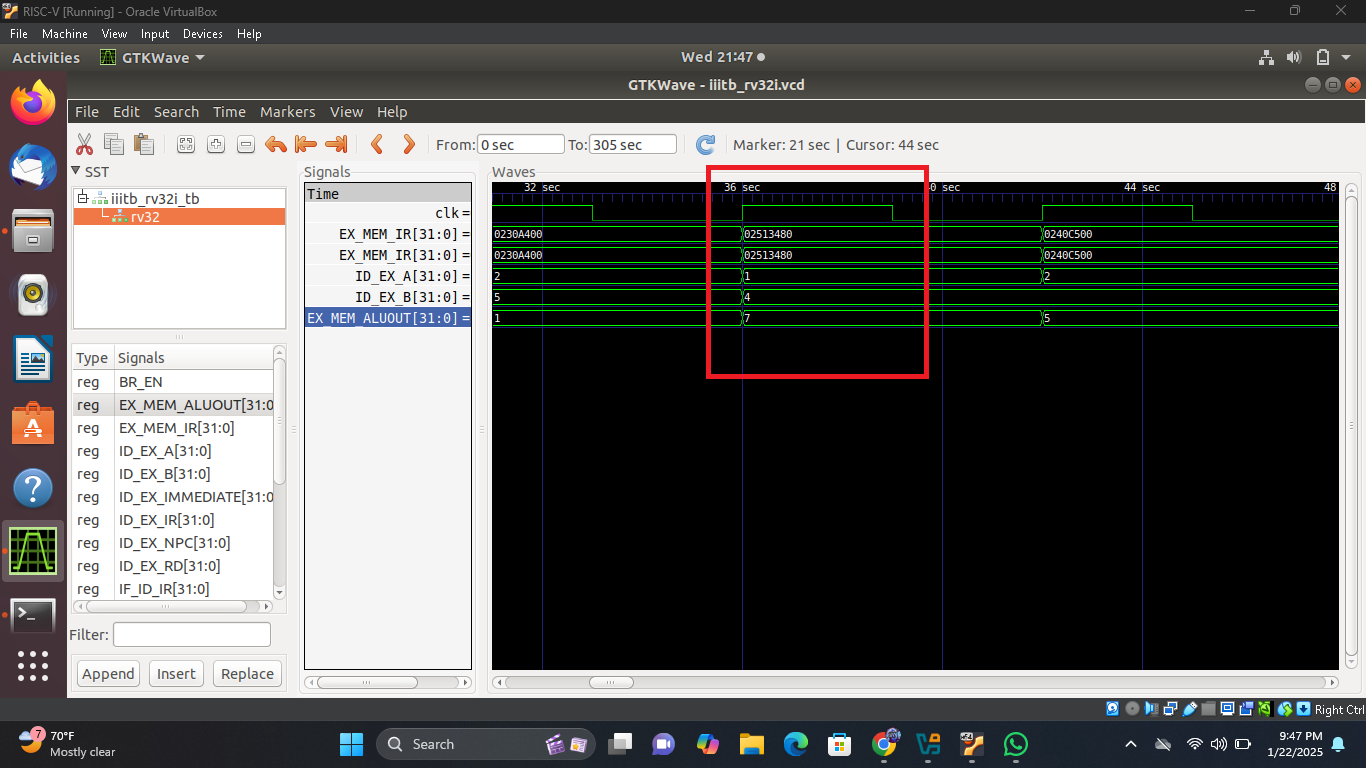 RISC-V [Running] - Oracle VirtualBox
File Machine View Input Devices Help
Activities GTKWave Wed 21:47
GTKWave - iiitb_rv32i.vcd
File Edit Search Time Markers View Help
From: 0 sec To: 305 sec Marker: 21 sec | Cursor: 44 sec
SST
iiitb_rv32i_tb
rv32
Type Signals
reg BR_EN
reg EX_MEM_ALUOUT[31:0
reg EX_MEM_IR[31:0]
reg ID_EX_A[31:0]
reg ID_EX_B[31:0]
reg ID_EX_IMMEDIATE[31:0
reg ID_EX_IR[31:0]
reg ID_EX_NPC[31:0]
reg ID_EX_RD[31:0]
reg IF_ID_IR[31:0]
Filter:
Append Insert Replace
Signals
Time
clk =
EX_MEM_IR[31:0] =
EX_MEM_IR[31:0] =
ID_EX_A[31:0] =
ID_EX_B[31:0] =
EX_MEM_ALUOUT[31:0] =
Waves
32 sec 36 sec 40 sec 44 sec 48
0230A400 02513480 0240C500
0230A400 02513480 0240C500
2 1 2
5 4
1 7 5
Right Ctrl
7
70°F
Mostly clear
Search
9:47 PM
1/22/2025